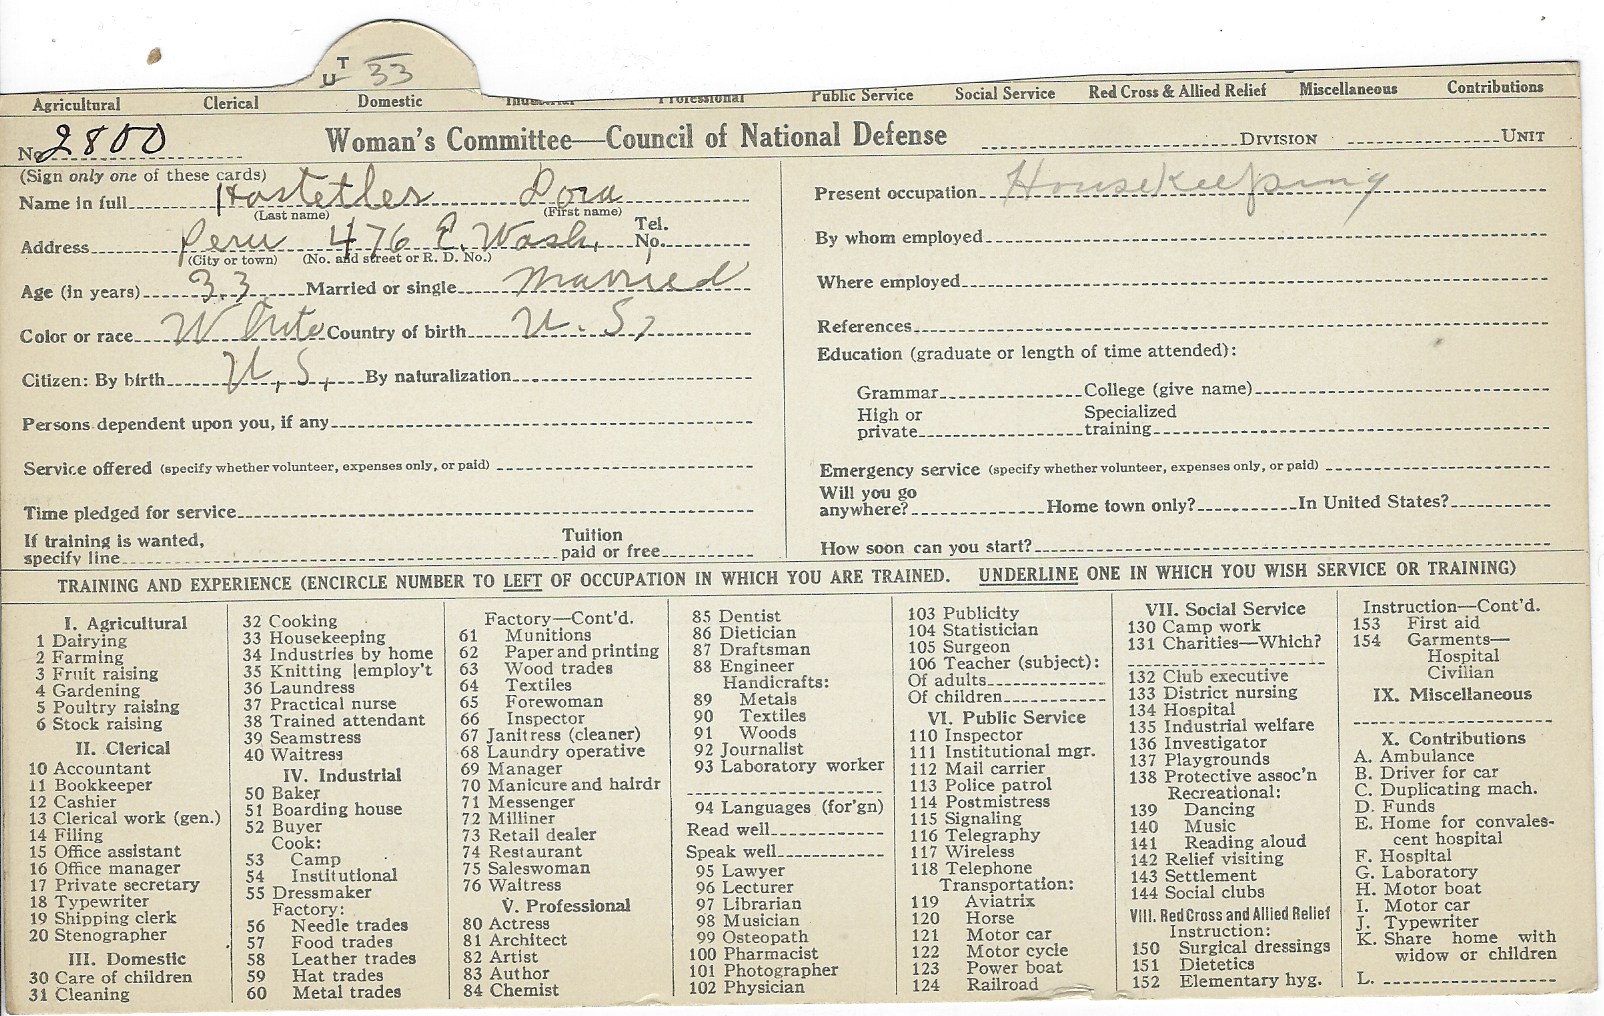 T
U 33
Agricultural Clerical Domestic Industrial Professional Public Service Social Service Red Cross & Allied Relief Miscellaneous Contributions
No. 2800 Woman's Committee—Council of National Defense DIVISION UNIT
(Sign only one of these cards)
Name in full Hostetler Dora
(Last name) (First name)
Address Peru 476 E. Wash. Tel. No.
(City or town) (No. and street or R. D. No.)
Age (in years) 33 Married or single Married
Color or race White Country of birth U. S.
Citizen: By birth U. S. By naturalization
Persons dependent upon you, if any
Service offered (specify whether volunteer, expenses only, or paid)
Time pledged for service
If training is wanted, specify line Tuition paid or free
Present occupation Housekeeping
By whom employed
Where employed
References
Education (graduate or length of time attended):
Grammar College (give name)
High or private Specialized training
Emergency service (specify whether volunteer, expenses only, or paid)
Will you go anywhere? Home town only? In United States?
How soon can you start?
TRAINING AND EXPERIENCE (ENCIRCLE NUMBER TO LEFT OF OCCUPATION IN WHICH YOU ARE TRAINED. UNDERLINE ONE IN WHICH YOU WISH SERVICE OR TRAINING)
I. Agricultural
1 Dairying
2 Farming
3 Fruit raising
4 Gardening
5 Poultry raising
6 Stock raising
II. Clerical
10 Accountant
11 Bookkeeper
12 Cashier
13 Clerical work (gen.)
14 Filing
15 Office assistant
16 Office manager
17 Private secretary
18 Typewriter
19 Shipping clerk
20 Stenographer
III. Domestic
30 Care of children
31 Cleaning
32 Cooking
33 Housekeeping
34 Industries by home
35 Knitting [employ't
36 Laundress
37 Practical nurse
38 Trained attendant
39 Seamstress
40 Waitress
IV. Industrial
50 Baker
51 Boarding house
52 Buyer
Cook:
53 Camp
54 Institutional
55 Dressmaker
Factory:
56 Needle trades
57 Food trades
58 Leather trades
59 Hat trades
60 Metal trades
Factory—Cont'd.
61 Munitions
62 Paper and printing
63 Wood trades
64 Textiles
65 Forewoman
66 Inspector
67 Janitress (cleaner)
68 Laundry operative
69 Manager
70 Manicure and hairdr
71 Messenger
72 Milliner
73 Retail dealer
74 Restaurant
75 Saleswoman
76 Waitress
V. Professional
80 Actress
81 Architect
82 Artist
83 Author
84 Chemist
85 Dentist
86 Dietician
87 Draftsman
88 Engineer
Handicrafts:
89 Metals
90 Textiles
91 Woods
92 Journalist
93 Laboratory worker
94 Languages (for'gn)
Read well
Speak well
95 Lawyer
96 Lecturer
97 Librarian
98 Musician
99 Osteopath
100 Pharmacist
101 Photographer
102 Physician
103 Publicity
104 Statistician
105 Surgeon
106 Teacher (subject):
Of adults
Of children
VI. Public Service
110 Inspector
111 Institutional mgr.
112 Mail carrier
113 Police patrol
114 Postmistress
115 Signaling
116 Telegraphy
117 Wireless
118 Telephone
Transportation:
119 Aviatrix
120 Horse
121 Motor car
122 Motor cycle
123 Power boat
124 Railroad
VII. Social Service
130 Camp work
131 Charities—Which?
132 Club executive
133 District nursing
134 Hospital
135 Industrial welfare
136 Investigator
137 Playgrounds
138 Protective assoc'n
Recreational:
139 Dancing
140 Music
141 Reading aloud
142 Relief visiting
143 Settlement
144 Social clubs
VIII. Red Cross and Allied Relief
Instruction:
150 Surgical dressings
151 Dietetics
152 Elementary hyg.
Instruction—Cont'd.
153 First aid
154 Garments—
Hospital
Civilian
IX. Miscellaneous
X. Contributions
A. Ambulance
B. Driver for car
C. Duplicating mach.
D. Funds
E. Home for convales-
cent hospital
F. Hospital
G. Laboratory
H. Motor boat
I. Motor car
J. Typewriter
K. Share home with
widow or children
L.